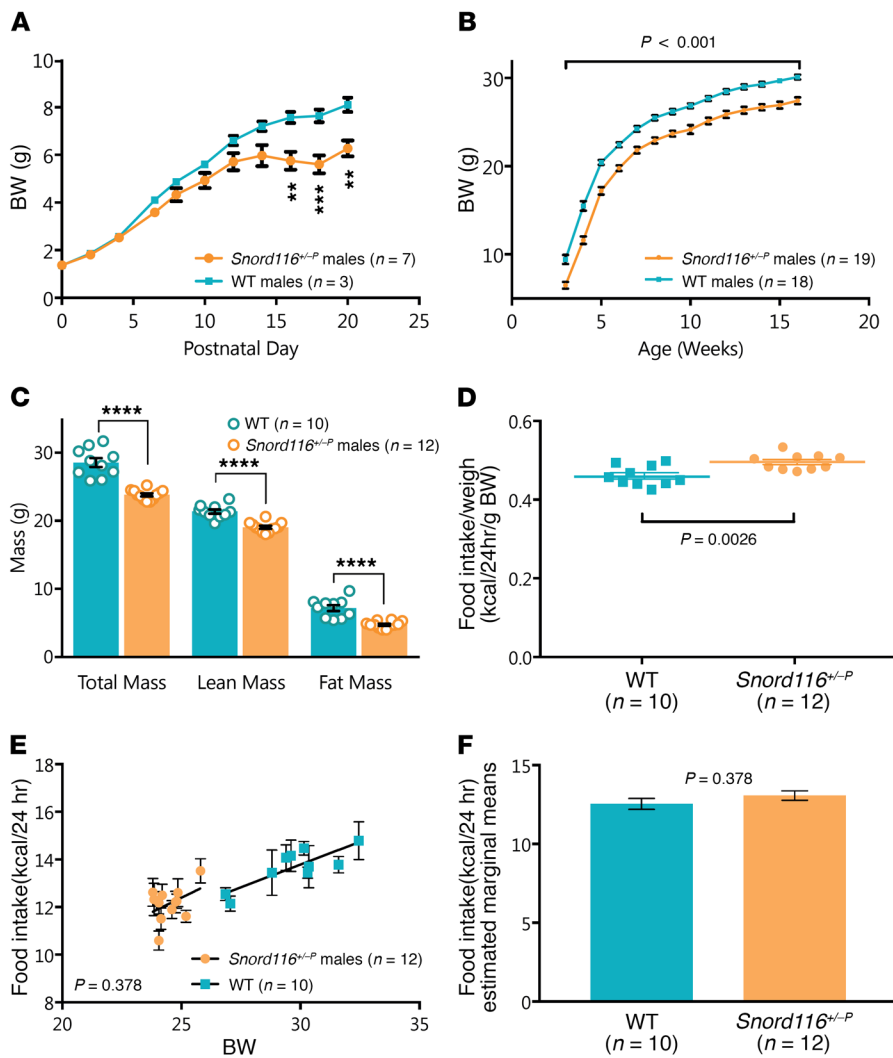 A
BW (g)
10
8
6
4
2
0
0 5 10 15 20 25
Postnatal Day
** *** **
Snord116+/–P males (n = 7)
WT males (n = 3)
B
P < 0.001
BW (g)
30
20
10
0 5 10 15 20
Age (Weeks)
Snord116+/–P males (n = 19)
WT males (n = 18)
C
Mass (g)
30
20
10
0
**** **** ****
WT (n = 10)
Snord116+/–P males (n = 12)
Total Mass Lean Mass Fat Mass
D
Food intake/weigh
(kcal/24hr/g BW)
0.6
0.4
0.2
0.0
P = 0.0026
WT
(n = 10)
Snord116+/–P
(n = 12)
E
Food intake(kcal/24 hr)
18
16
14
12
10
8
20 25 30 35
BW
P = 0.378
Snord116+/–P males (n = 12)
WT (n = 10)
F
Food intake(kcal/24 hr)
estimated marginal means
15
10
5
0
P = 0.378
WT
(n = 10)
Snord116+/–P
(n = 12)